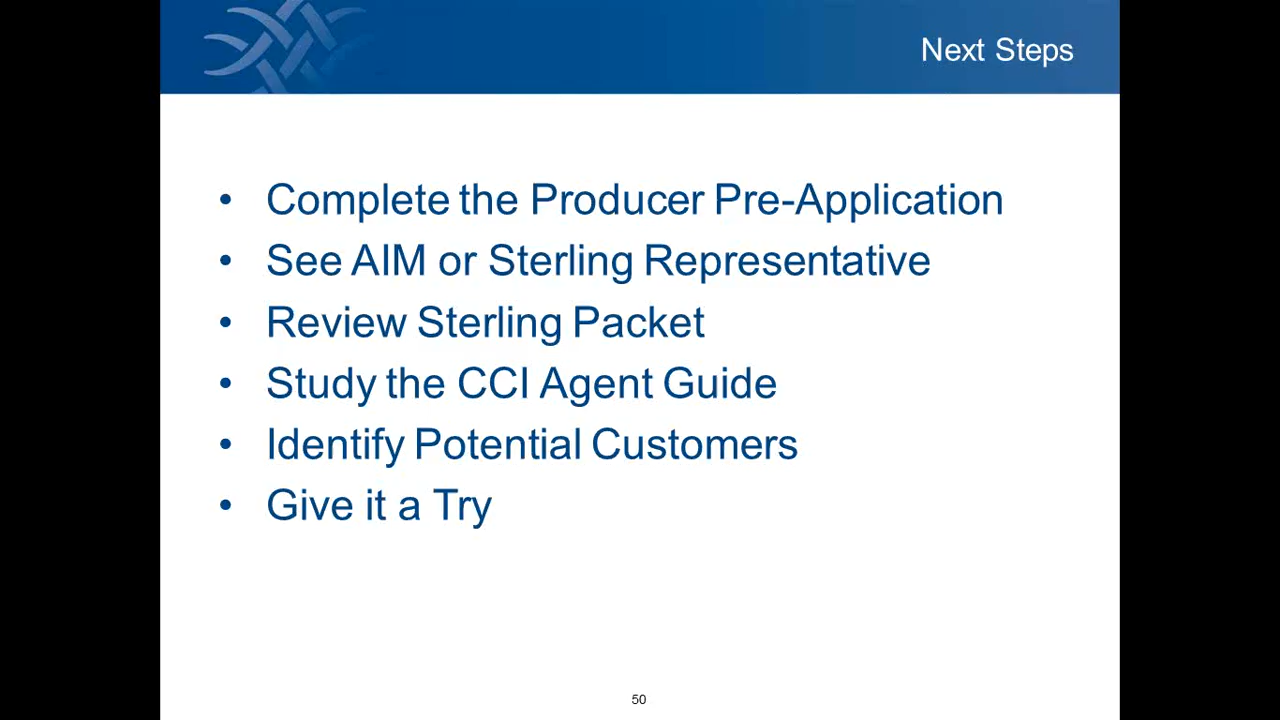 Next Steps
• Complete the Producer Pre-Application
• See AIM or Sterling Representative
• Review Sterling Packet
• Study the CCI Agent Guide
• Identify Potential Customers
• Give it a Try
50